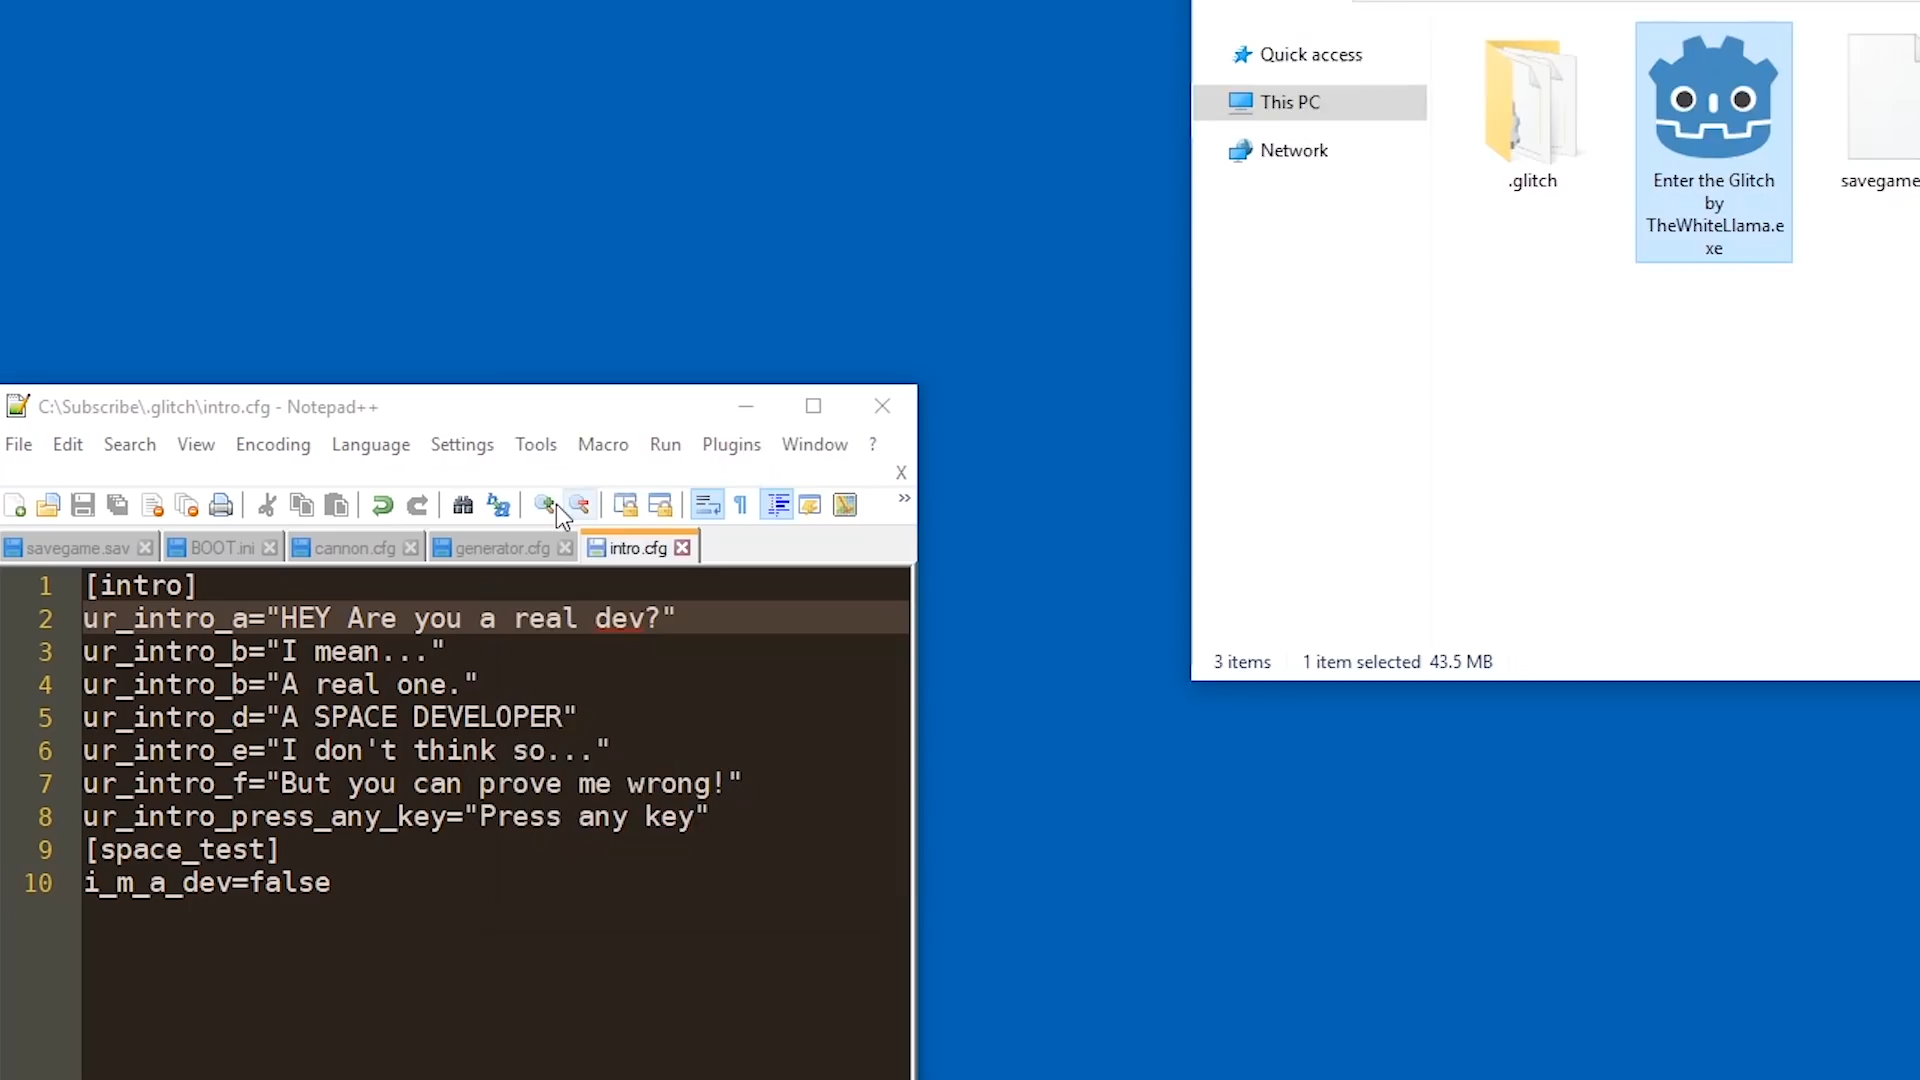 Quick access
This PC
Network
.glitch
Enter the Glitch
by
TheWhiteLlama.e
xe
savegame
3 items 1 item selected 43.5 MB
C:\Subscribe\.glitch\intro.cfg - Notepad++
File Edit Search View Encoding Language Settings Tools Macro Run Plugins Window ?
X
savegame.sav BOOT.ini cannon.cfg generator.cfg intro.cfg
1 [intro]
2 ur_intro_a="HEY Are you a real dev?"
3 ur_intro_b="I mean..."
4 ur_intro_b="A real one."
5 ur_intro_d="A SPACE DEVELOPER"
6 ur_intro_e="I don't think so..."
7 ur_intro_f="But you can prove me wrong!"
8 ur_intro_press_any_key="Press any key"
9 [space_test]
10 i_m_a_dev=false